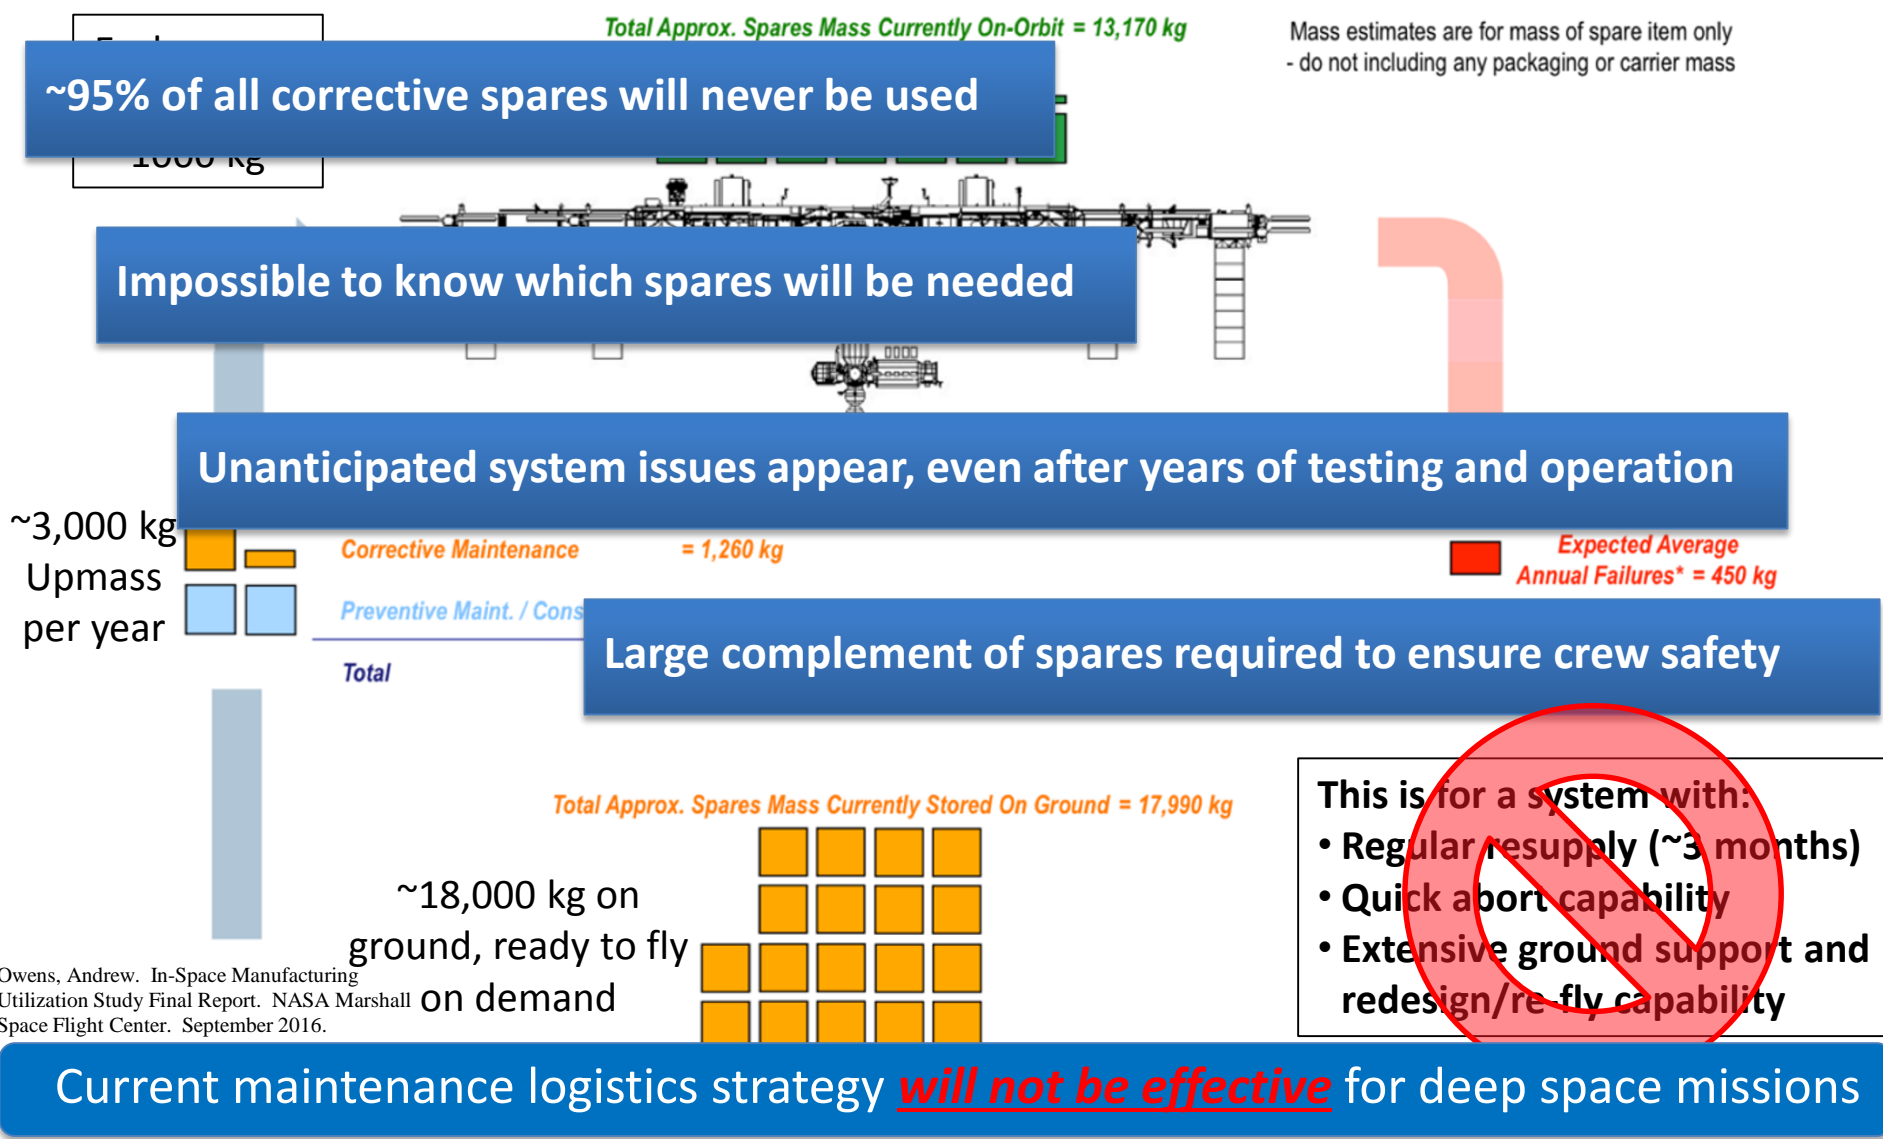 Total Approx. Spares Mass Currently On-Orbit = 13,170 kg
Mass estimates are for mass of spare item only
- do not including any packaging or carrier mass
~95% of all corrective spares will never be used
1000 kg
Impossible to know which spares will be needed
Unanticipated system issues appear, even after years of testing and operation
~3,000 kg
Upmass
per year
Corrective Maintenance = 1,260 kg
Preventive Maint. / Cons
Total
Expected Average
Annual Failures* = 450 kg
Large complement of spares required to ensure crew safety
Total Approx. Spares Mass Currently Stored On Ground = 17,990 kg
~18,000 kg on
ground, ready to fly
on demand
This is for a system with:
• Regular resupply (~3 months)
• Quick abort capability
• Extensive ground support and
redesign/re-fly capability
Owens, Andrew. In-Space Manufacturing
Utilization Study Final Report. NASA Marshall
Space Flight Center. September 2016.
Current maintenance logistics strategy will not be effective for deep space missions